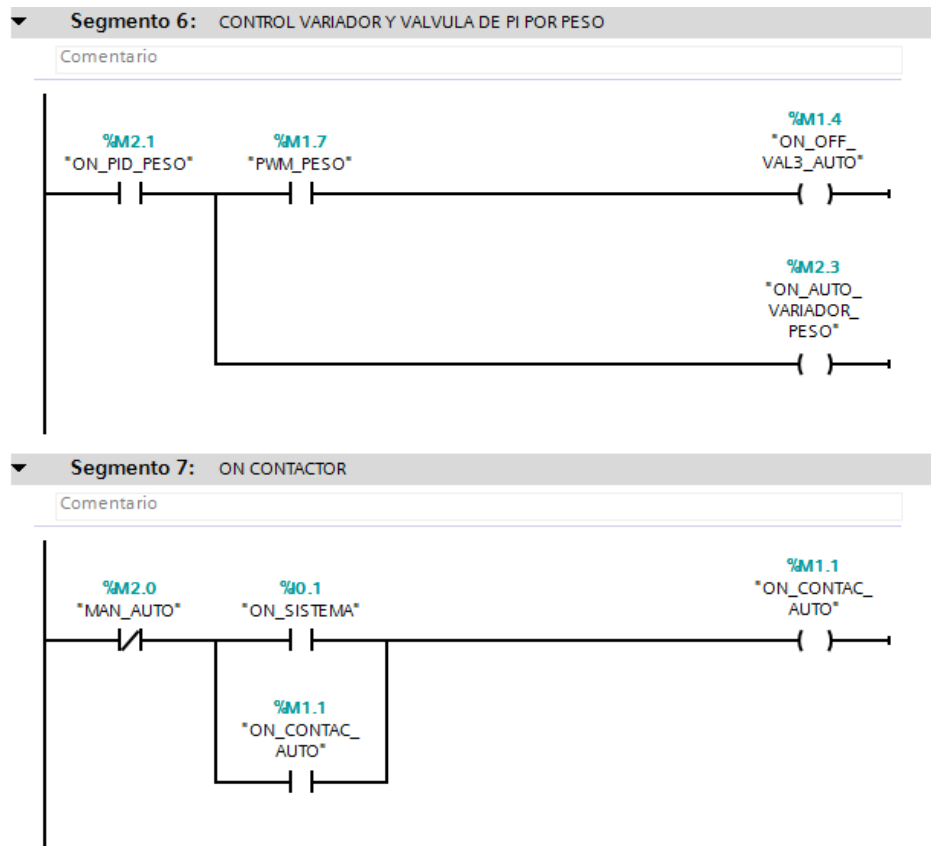 Segmento 6: CONTROL VARIADOR Y VALVULA DE PI POR PESO
Comentario
%M2.1
"ON_PID_PESO"
%M1.7
"PWM_PESO"
%M1.4
"ON_OFF_
VAL3_AUTO"
%M2.3
"ON_AUTO_
VARIADOR_
PESO"
Segmento 7: ON CONTACTOR
Comentario
%M2.0
"MAN_AUTO"
%I0.1
"ON_SISTEMA"
%M1.1
"ON_CONTAC_
AUTO"
%M1.1
"ON_CONTAC_
AUTO"